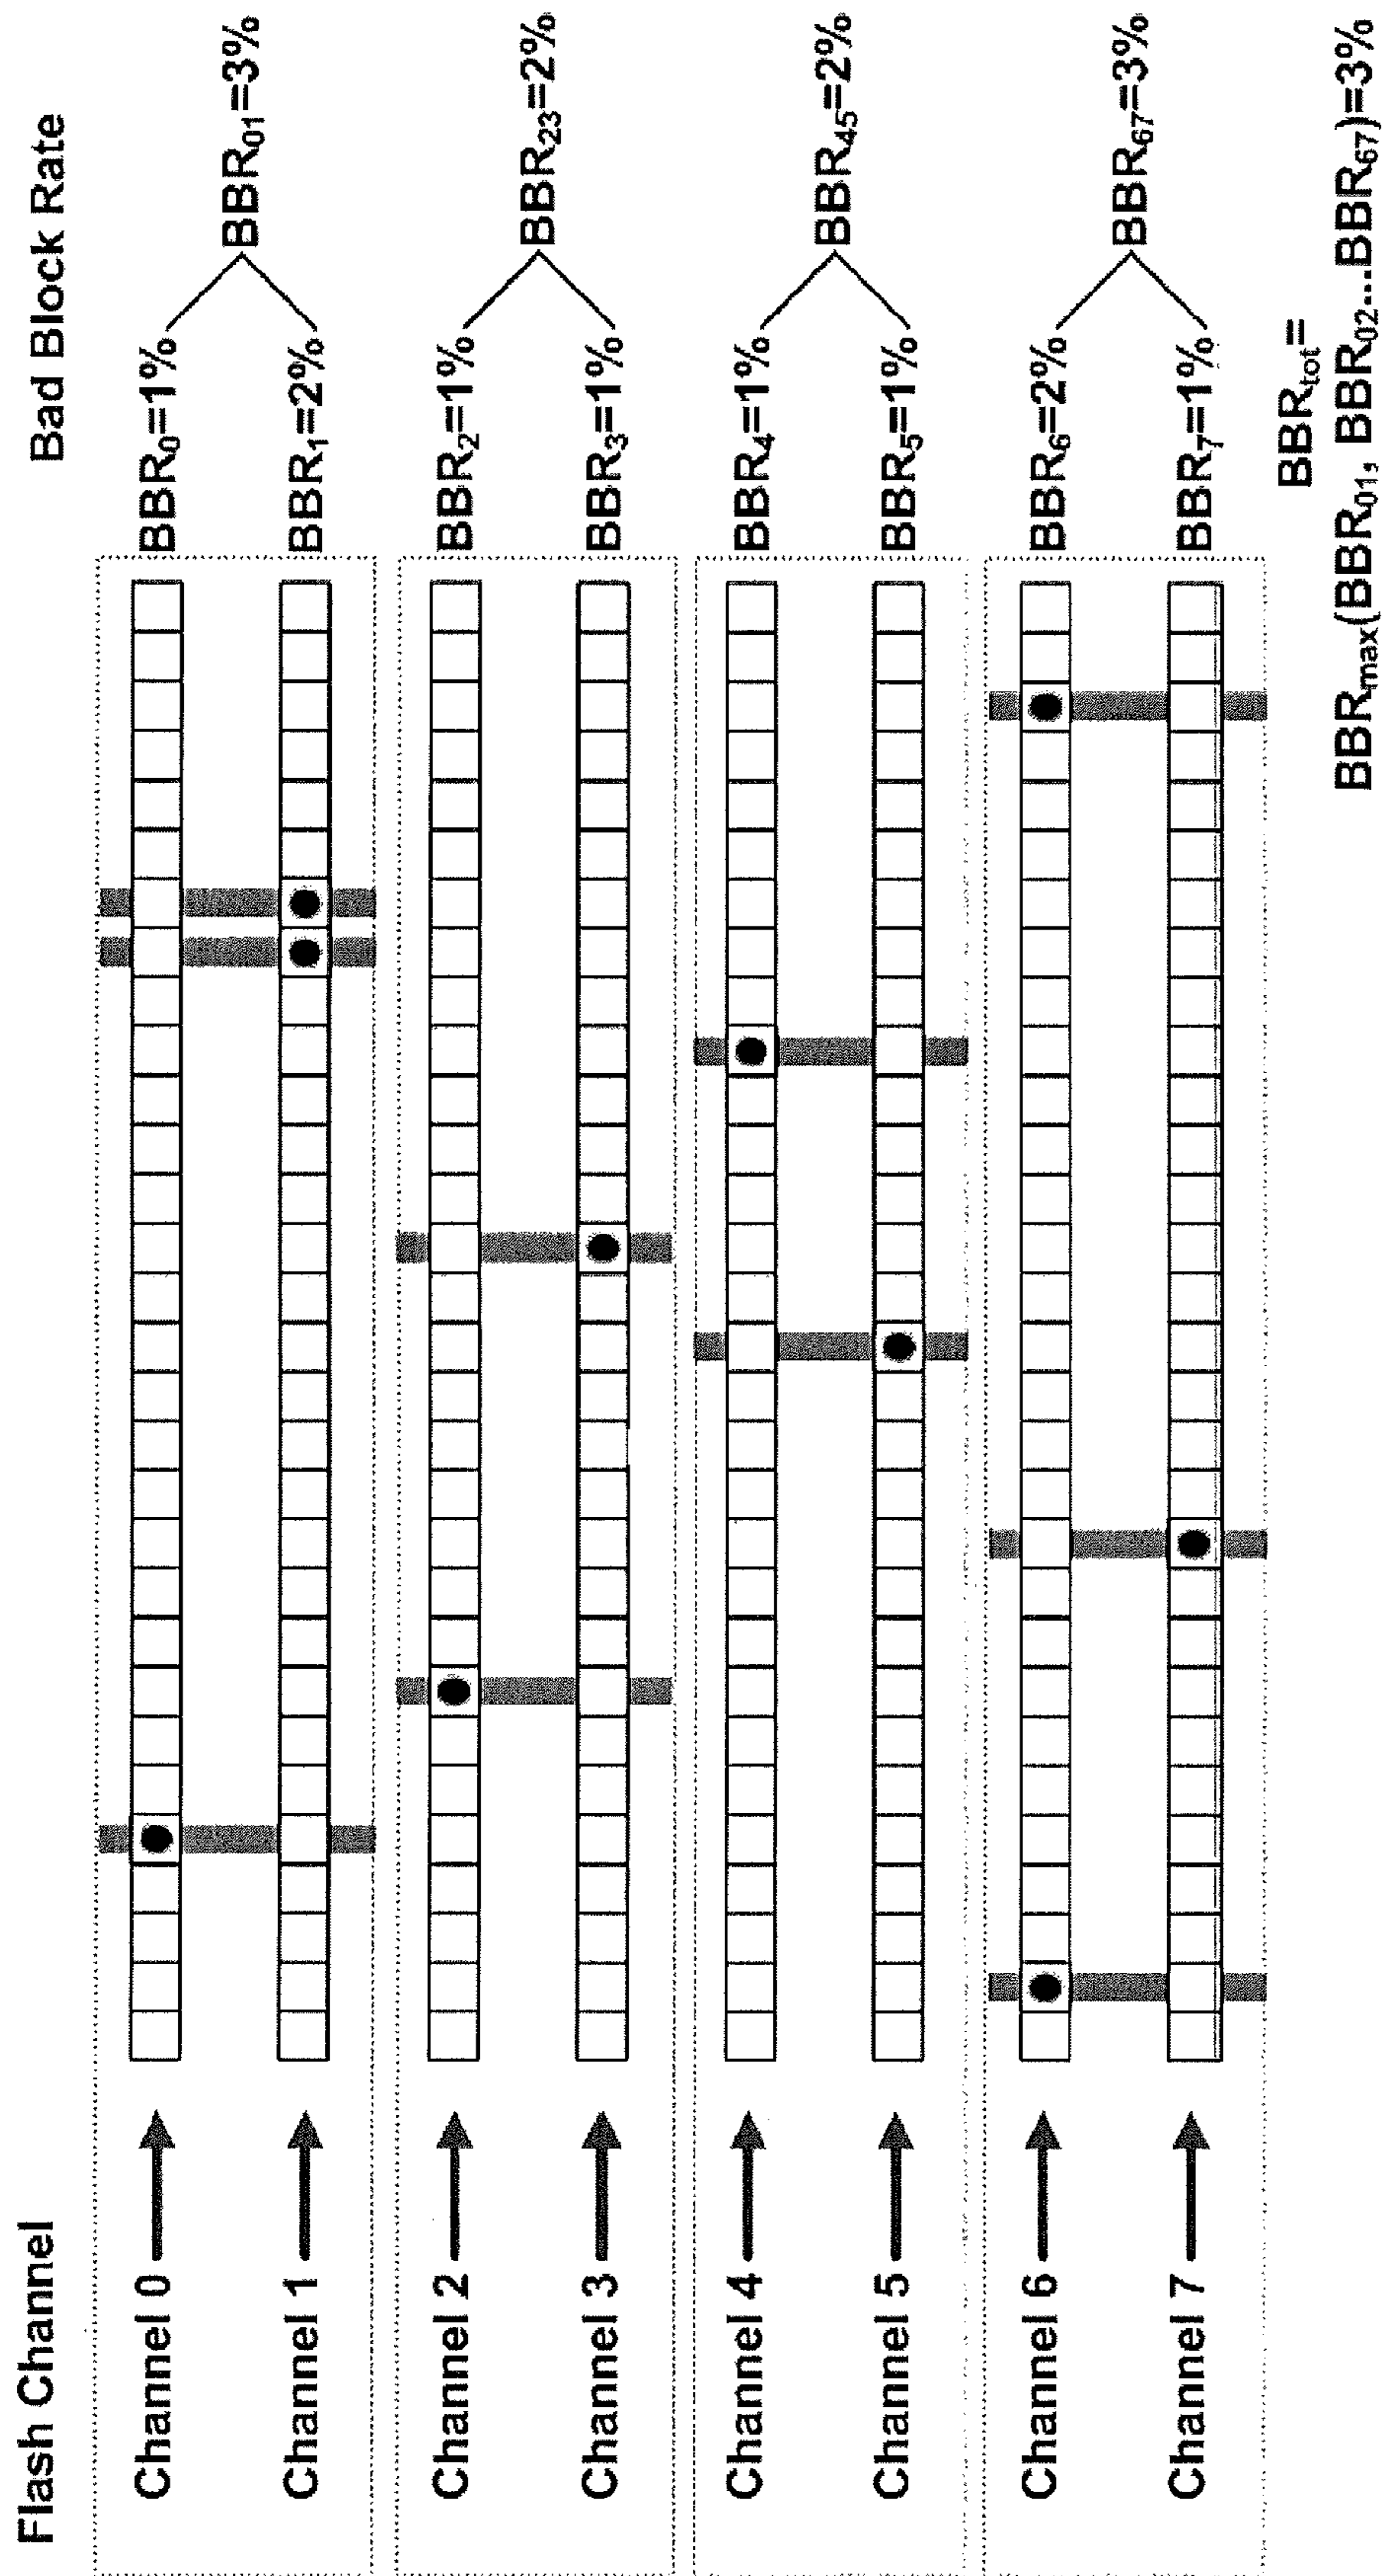 Flash Channel
Bad Block Rate
Channel 0
BBR0=1%
BBR01=3%
Channel 1
BBR1=2%
Channel 2
BBR2=1%
BBR23=2%
Channel 3
BBR3=1%
Channel 4
BBR4=1%
BBR45=2%
Channel 5
BBR5=1%
Channel 6
BBR6=2%
BBR67=3%
Channel 7
BBR7=1%
BBRtot=
BBRmax(BBR01, BBR02...BBR67)=3%